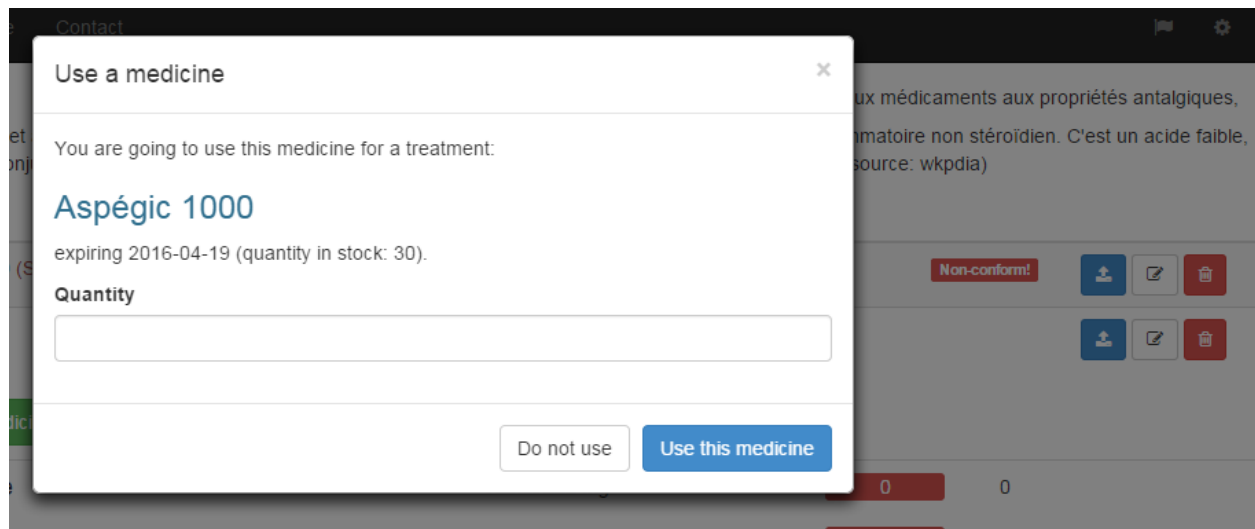 Contact
Use a medicine
×
ux médicaments aux propriétés antalgiques,
et
mmatoire non stéroïdien. C'est un acide faible,
You are going to use this medicine for a treatment:
source: wkpdia)
Aspégic 1000
expiring 2016-04-19 (quantity in stock: 30).
Non-conform!
Quantity
Do not use
Use this medicine
0 0